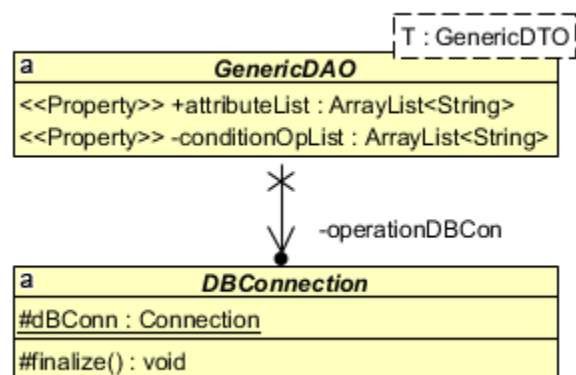 T : GenericDTO
a
GenericDAO
<<Property>> +attributeList : ArrayList<String>
<<Property>> -conditionOpList : ArrayList<String>
-operationDBCon
a
DBConnection
#dBConn : Connection
#finalize() : void